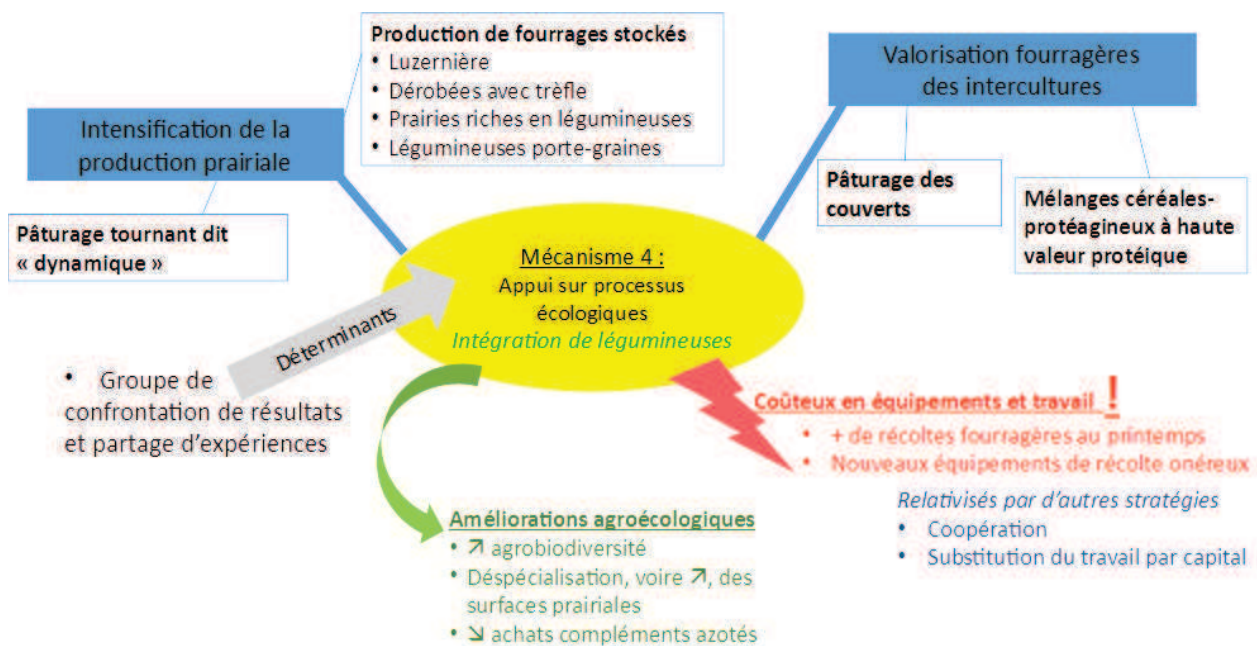 Production de fourrages stockés
• Luzernière
• Dérobées avec trèfle
• Prairies riches en légumineuses
• Légumineuses porte-graines
Valorisation fourragères
des intercultures
Intensification de la
production prairiale
Pâturage des
couverts
Mélanges céréales-
protéagineux à haute
valeur protéique
Pâturage tournant dit
« dynamique »
Mécanisme 4 :
Appui sur processus
écologiques
Intégration de légumineuses
Déterminants
• Groupe de
confrontation de résultats
et partage d'expériences
Coûteux en équipements et travail !
• + de récoltes fourragères au printemps
• Nouveaux équipements de récolte onéreux
Relativisés par d'autres stratégies
• Coopération
• Substitution du travail par capital
Améliorations agroécologiques
• ↗ agrobiodiversité
• Déspécialisation, voire ↗, des
surfaces prairiales
• ↘ achats compléments azotés